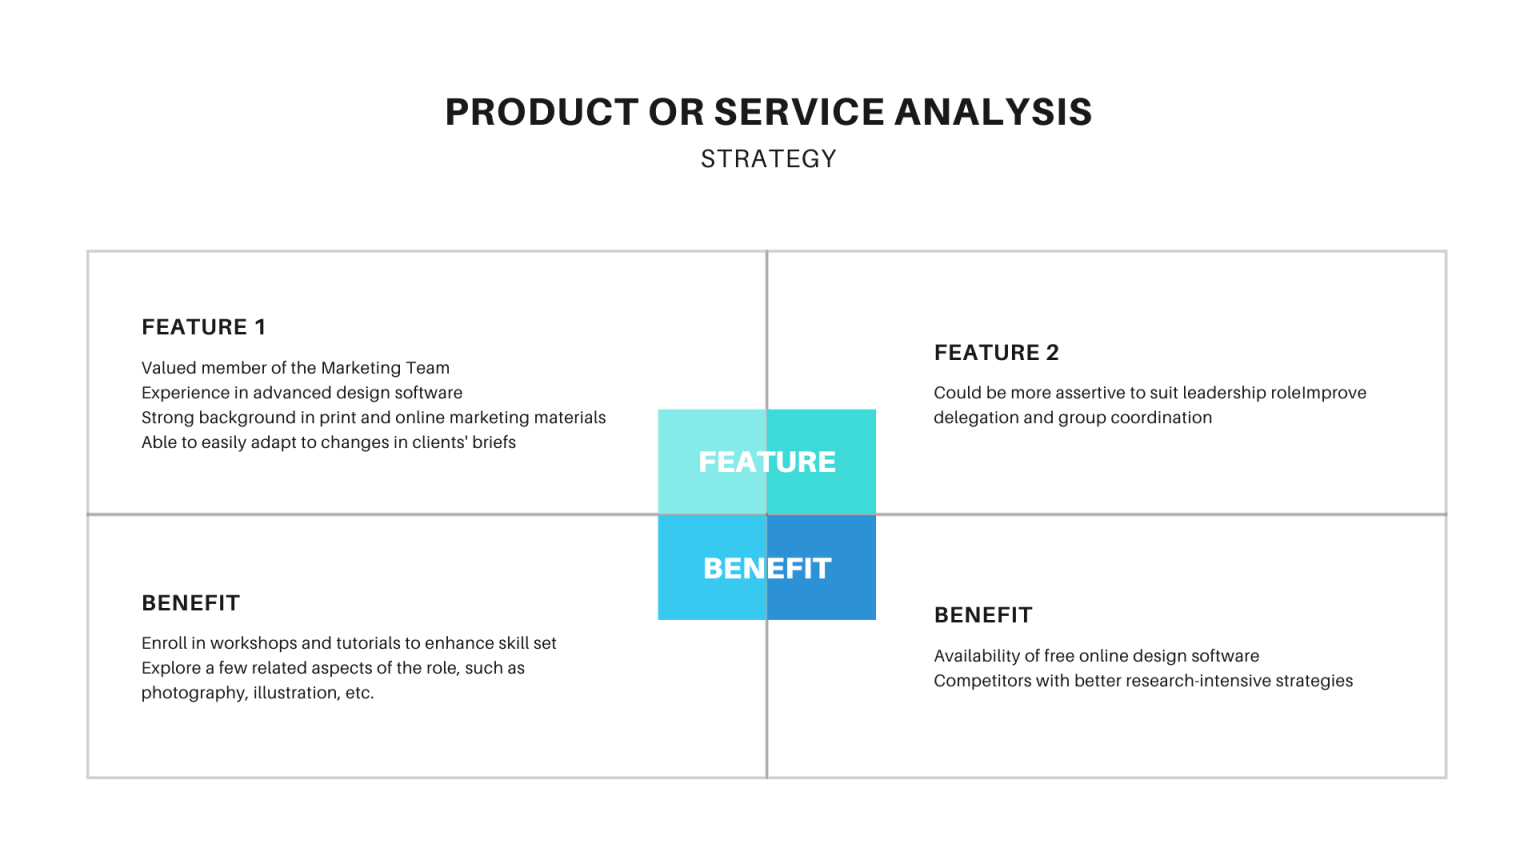 PRODUCT OR SERVICE ANALYSIS
STRATEGY
FEATURE 1
Valued member of the Marketing Team
Experience in advanced design software
Strong background in print and online marketing materials
Able to easily adapt to changes in clients' briefs
FEATURE 2
Could be more assertive to suit leadership roleImprove
delegation and group coordination
FEATURE
BENEFIT
BENEFIT
Enroll in workshops and tutorials to enhance skill set
Explore a few related aspects of the role, such as
photography, illustration, etc.
BENEFIT
Availability of free online design software
Competitors with better research-intensive strategies